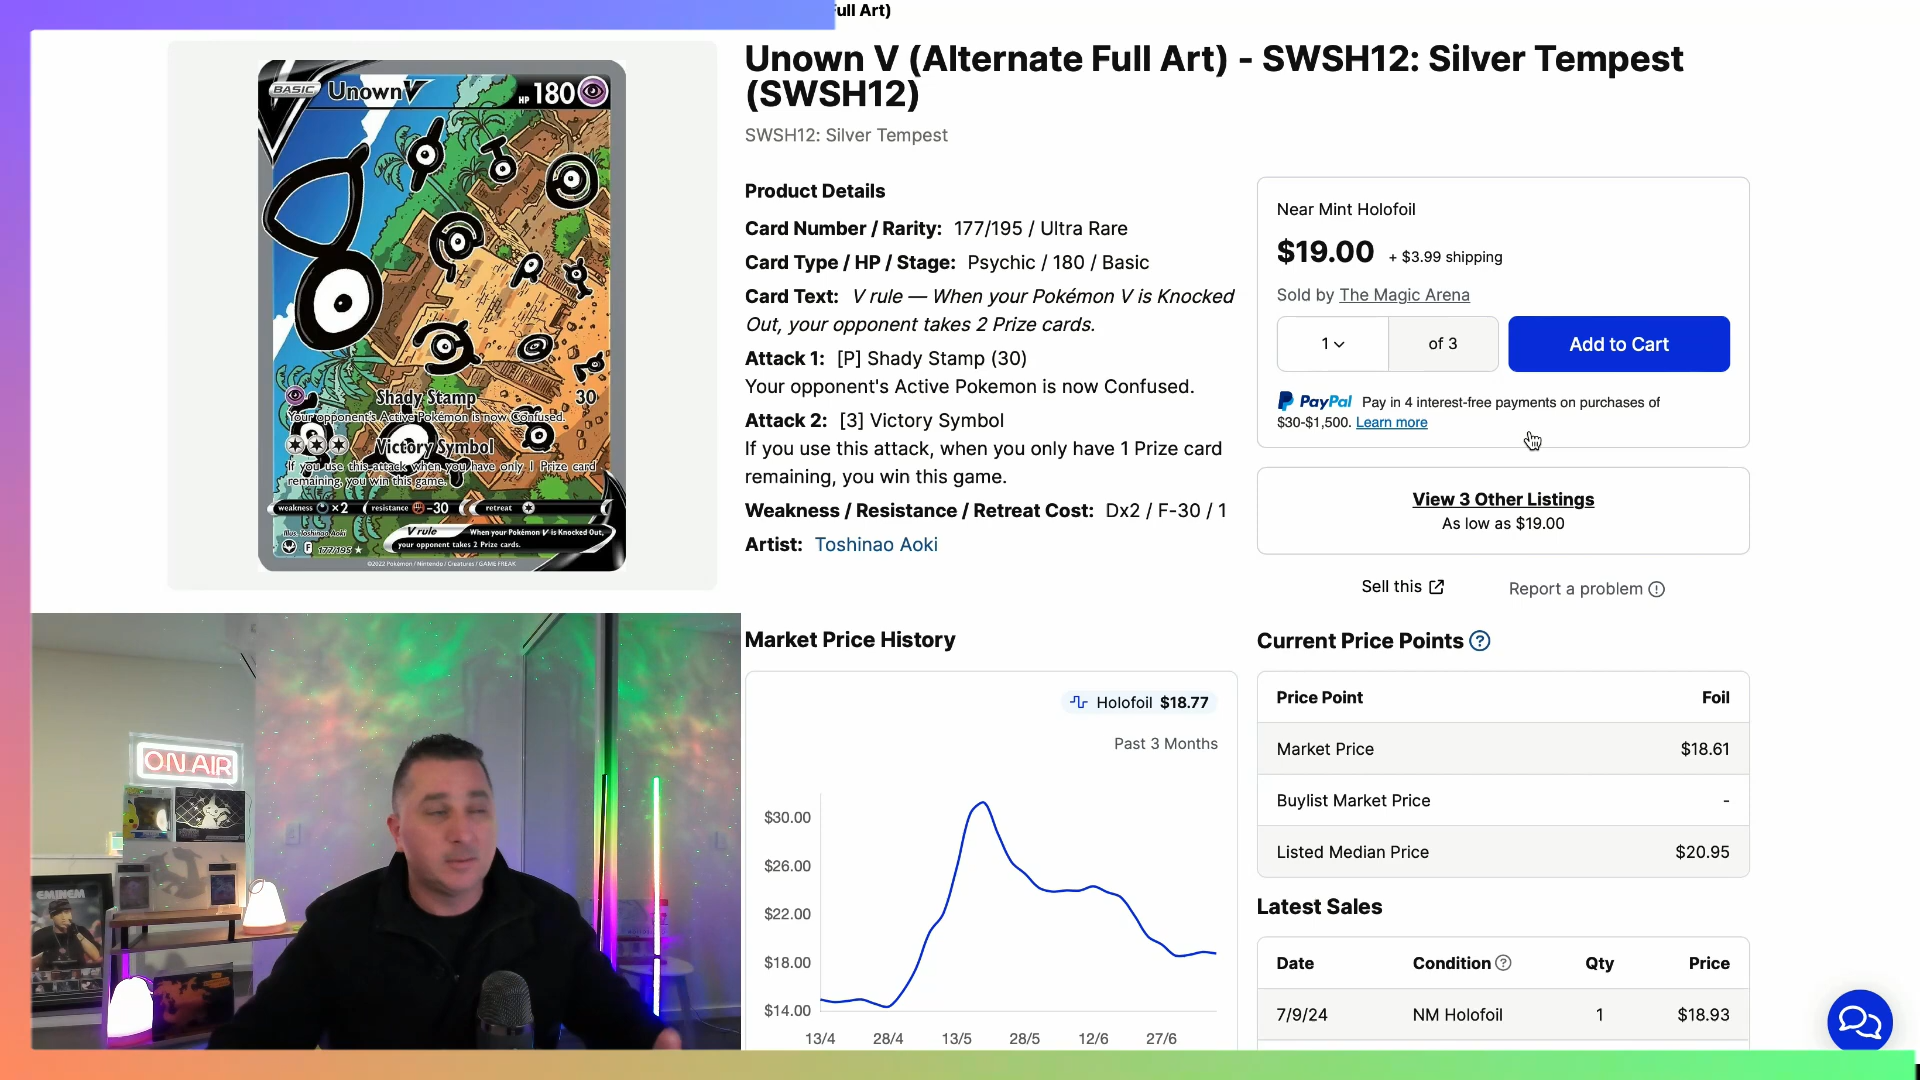 Full Art)
Unown V (Alternate Full Art) - SWSH12: Silver Tempest
(SWSH12)
SWSH12: Silver Tempest
BASIC
Unown V
HP 180
Shady Stamp
30
Your opponent's Active Pokémon is now Confused.
Victory Symbol
If you use this attack when you have only 1 Prize card
remaining, you win this game.
weakness ×2
resistance -30
retreat
Illus. Toshinao Aoki
V rule When your Pokémon V is Knocked Out,
your opponent takes 2 Prize cards.
F 177/195
©2022 Pokémon / Nintendo / Creatures / GAME FREAK
Product Details
Card Number / Rarity: 177/195 / Ultra Rare
Card Type / HP / Stage: Psychic / 180 / Basic
Card Text: V rule — When your Pokémon V is Knocked
Out, your opponent takes 2 Prize cards.
Attack 1: [P] Shady Stamp (30)
Your opponent's Active Pokemon is now Confused.
Attack 2: [3] Victory Symbol
If you use this attack, when you only have 1 Prize card
remaining, you win this game.
Weakness / Resistance / Retreat Cost: Dx2 / F-30 / 1
Artist: Toshinao Aoki
Near Mint Holofoil
$19.00 + $3.99 shipping
Sold by The Magic Arena
1
of 3
Add to Cart
PayPal Pay in 4 interest-free payments on purchases of
$30-$1,500. Learn more
View 3 Other Listings
As low as $19.00
Sell this
Report a problem
Market Price History
Holofoil $18.77
Past 3 Months
$30.00
$26.00
$22.00
$18.00
$14.00
13/4
28/4
13/5
28/5
12/6
27/6
Current Price Points
Price Point
Foil
Market Price
$18.61
Buylist Market Price
-
Listed Median Price
$20.95
Latest Sales
Date
Condition
Qty
Price
7/9/24
NM Holofoil
1
$18.93
ON AIR
EMINEM